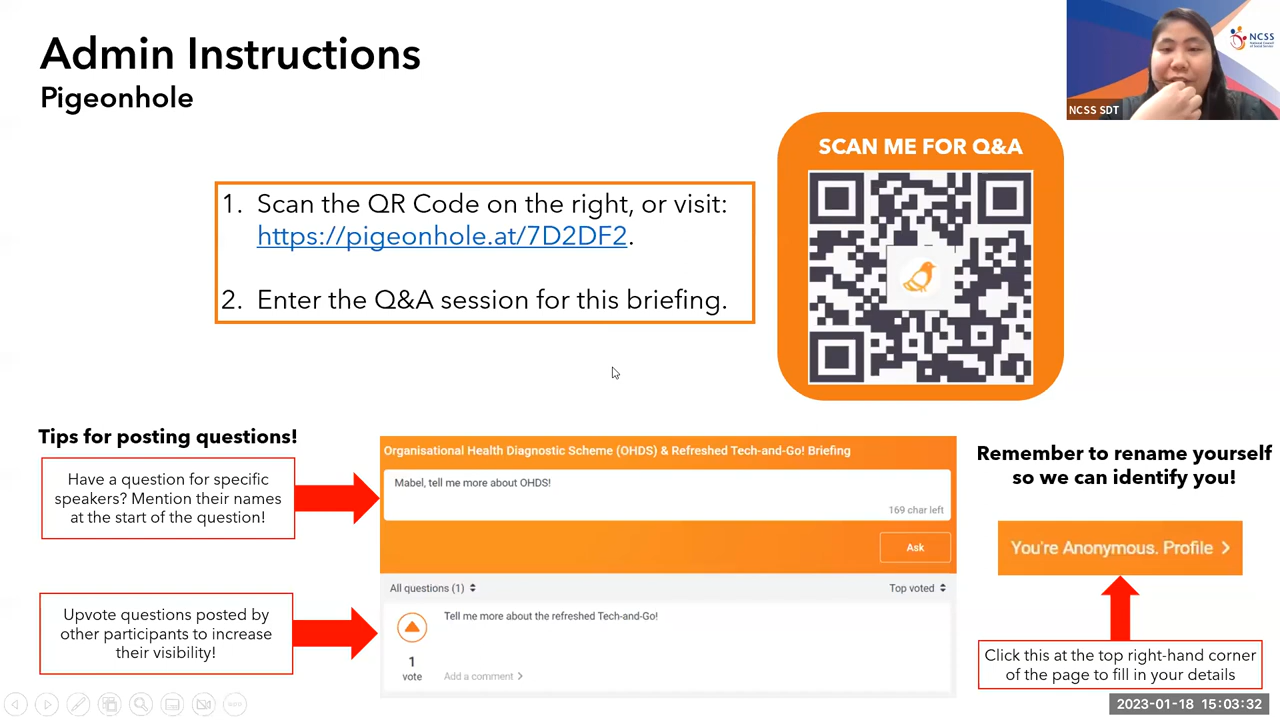 Admin Instructions
Pigeonhole
NCSS
National Council
of Social Service
NCSS SDT
SCAN ME FOR Q&A
1. Scan the QR Code on the right, or visit:
https://pigeonhole.at/7D2DF2.
2. Enter the Q&A session for this briefing.
Tips for posting questions!
Have a question for specific
speakers? Mention their names
at the start of the question!
Upvote questions posted by
other participants to increase
their visibility!
Organisational Health Diagnostic Scheme (OHDS) & Refreshed Tech-and-Go! Briefing
Mabel, tell me more about OHDS!
169 char left
Ask
All questions (1)
Top voted
Tell me more about the refreshed Tech-and-Go!
1
vote
Add a comment
Remember to rename yourself
so we can identify you!
You're Anonymous. Profile
Click this at the top right-hand corner
of the page to fill in your details
2023-01-18 15:03:32